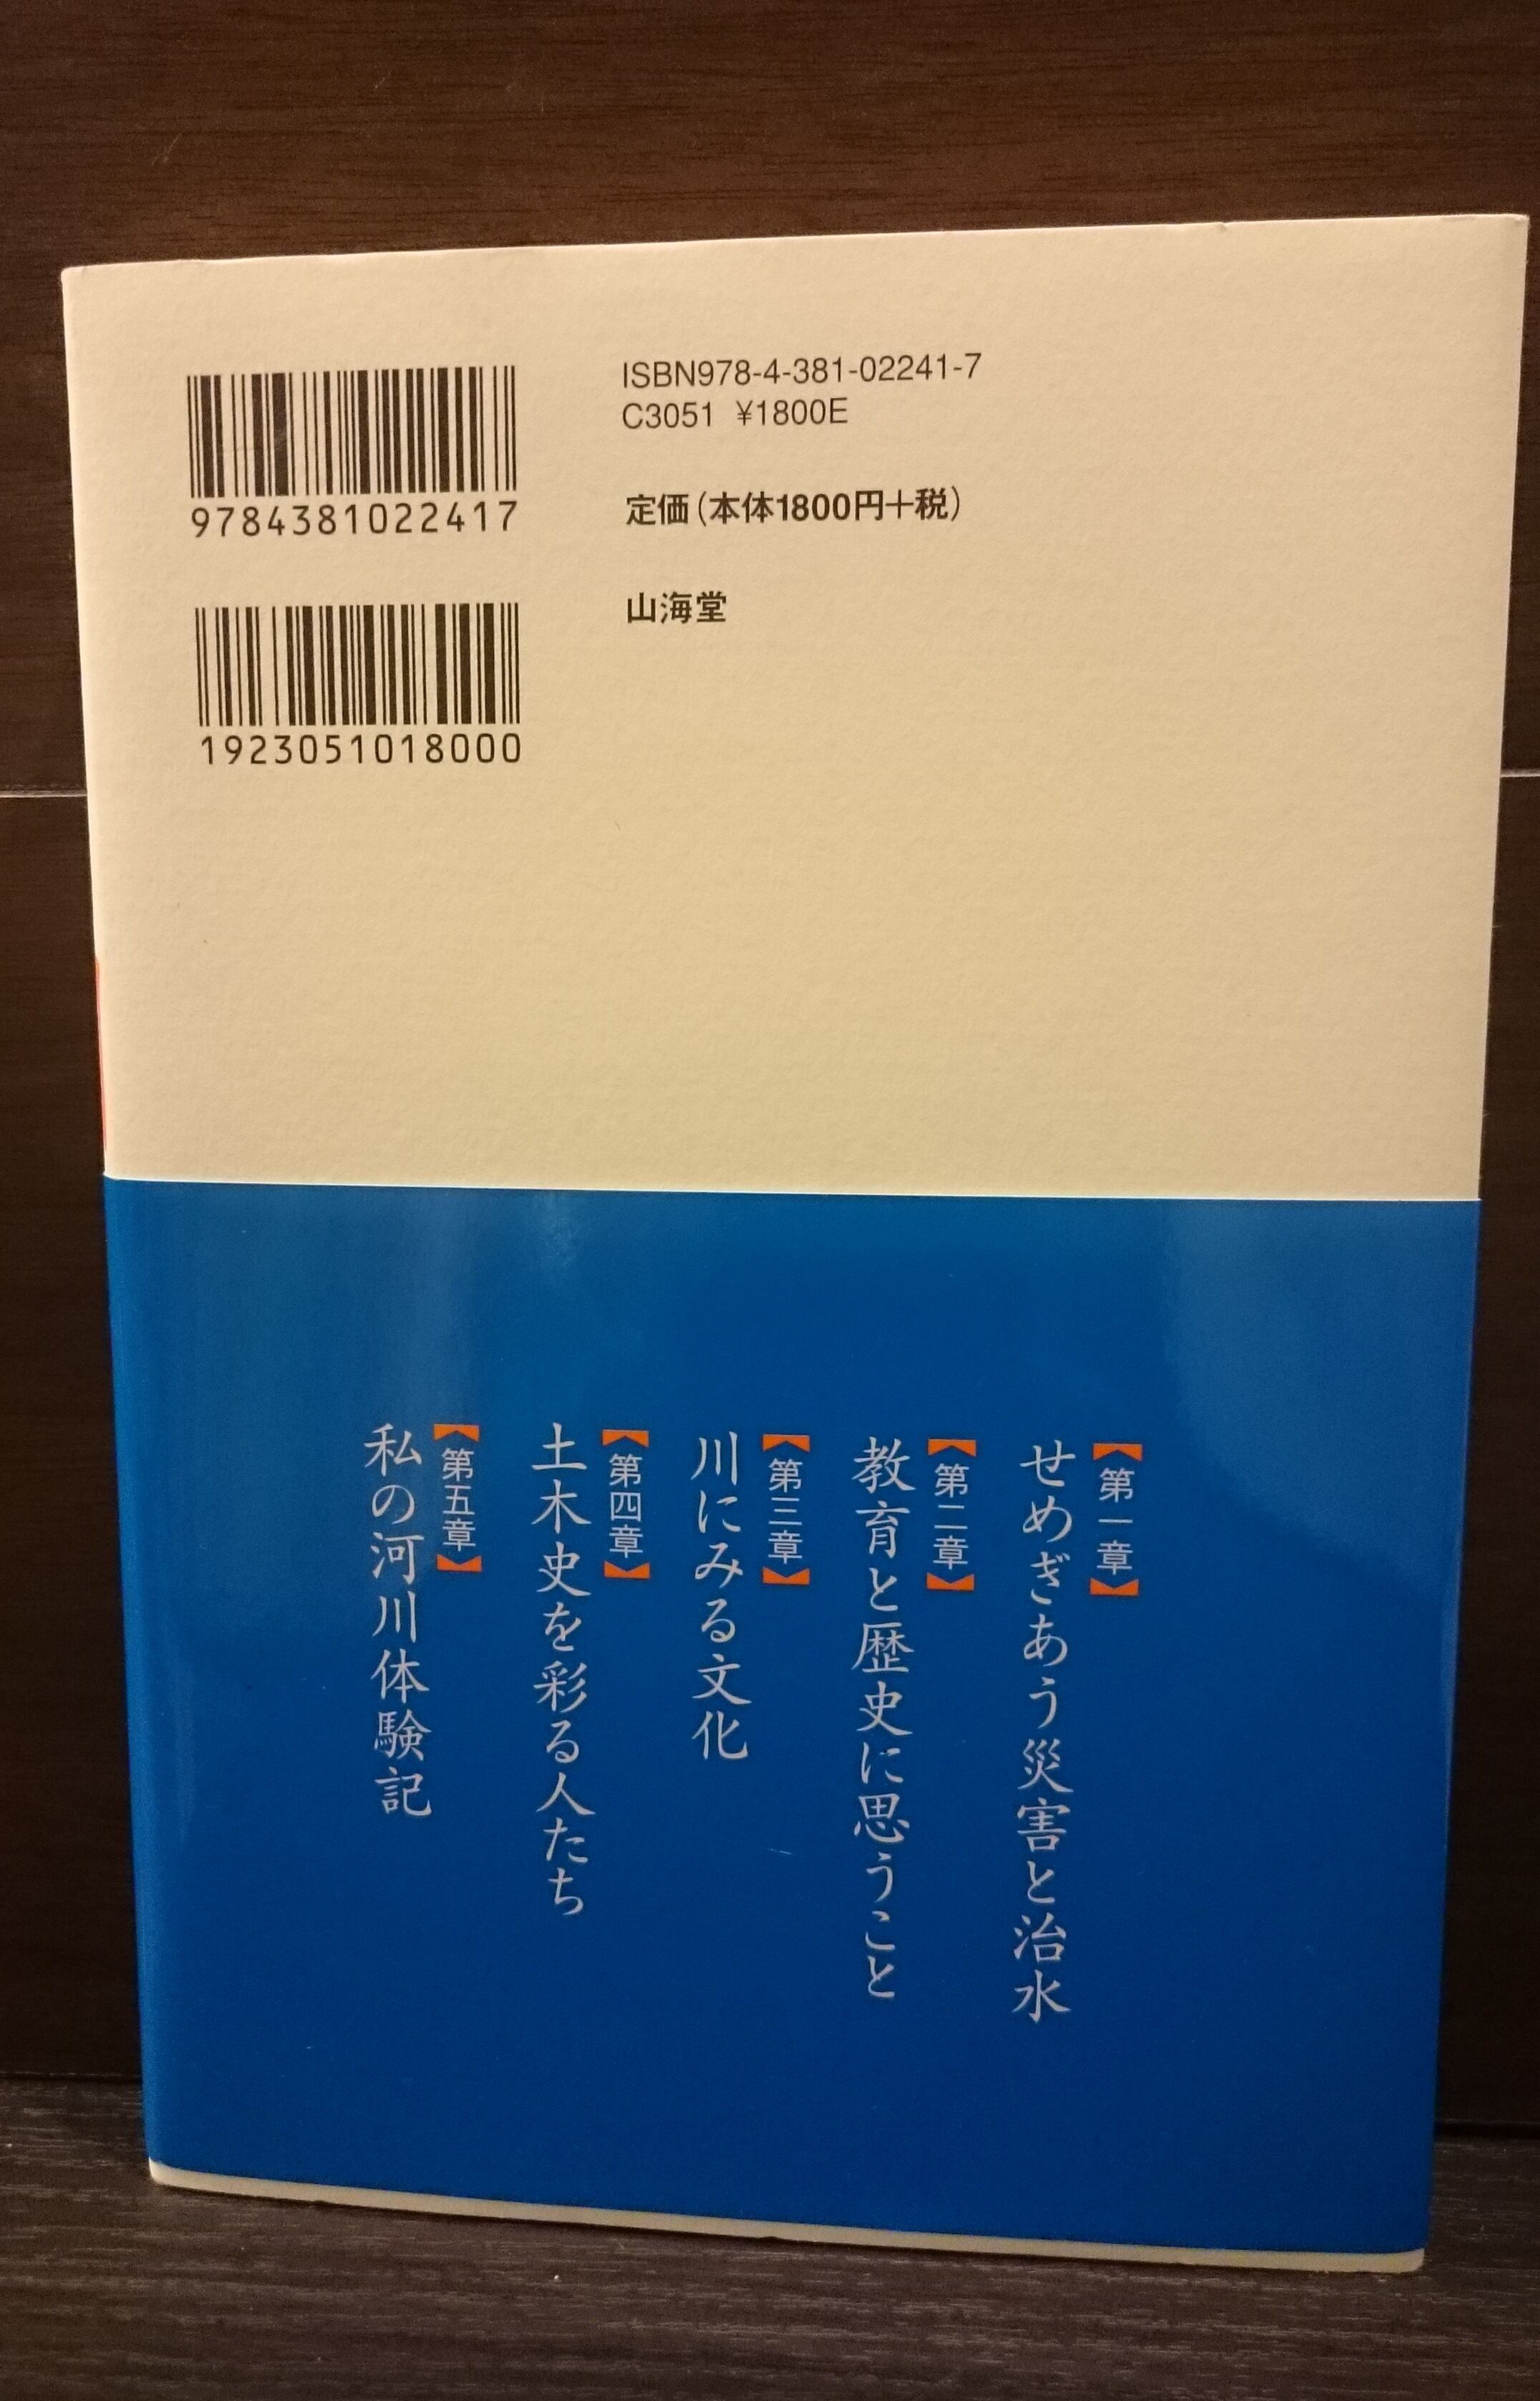 9784381022417
1923051018000
ISBN978-4-381-02241-7
C3051 ¥1800E
定価(本体1800円+税)
山海堂
【第一章】
せめぎあう災害と治水
【第二章】
教育と歴史に思うこと
【第三章】
川にみる文化
【第四章】
土木史を彩る人たち
【第五章】
私の河川体験記